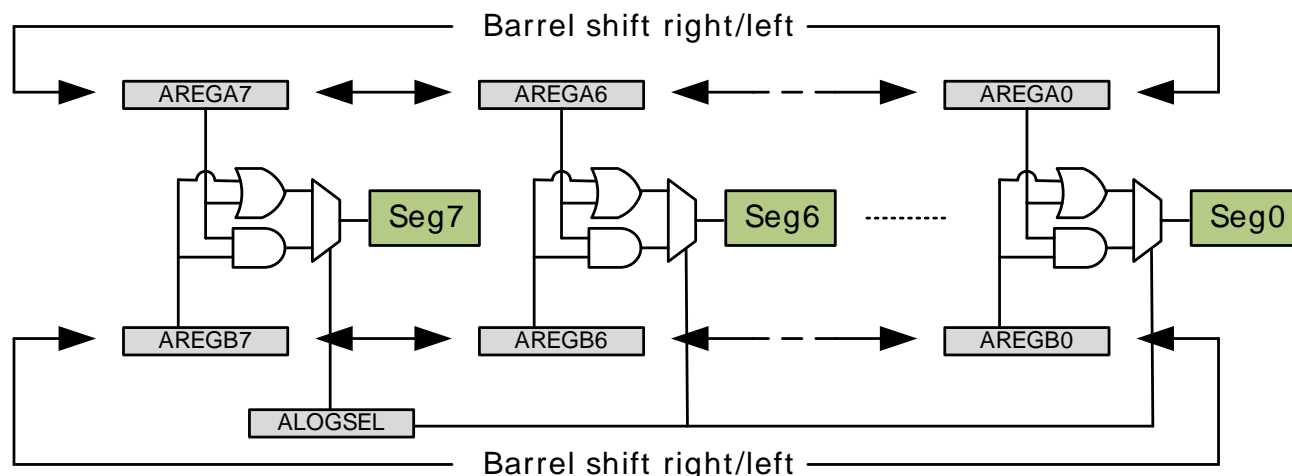 Barrel shift right/left
AREGA7 AREGA6 AREGA0
Seg7 Seg6 Seg0
AREGB7 AREGB6 AREGB0
ALOGSEL
Barrel shift right/left